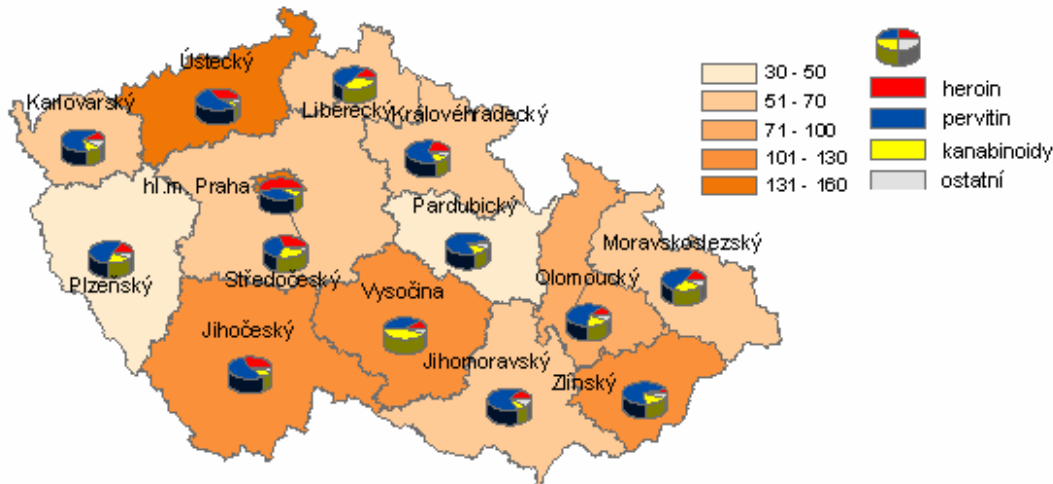 Ústecký
Karlovarský
Liberecký
Královéhradecký
hl.m. Praha
Pardubický
Plzeňský
Středočeský
Vysočina
Moravskoslezský
Olomoucký
Jihočeský
Jihomoravský
Zlínský
30 - 50
51 - 70
71 - 100
101 - 130
131 - 160
heroin
pervitin
kanabinoidy
ostatní